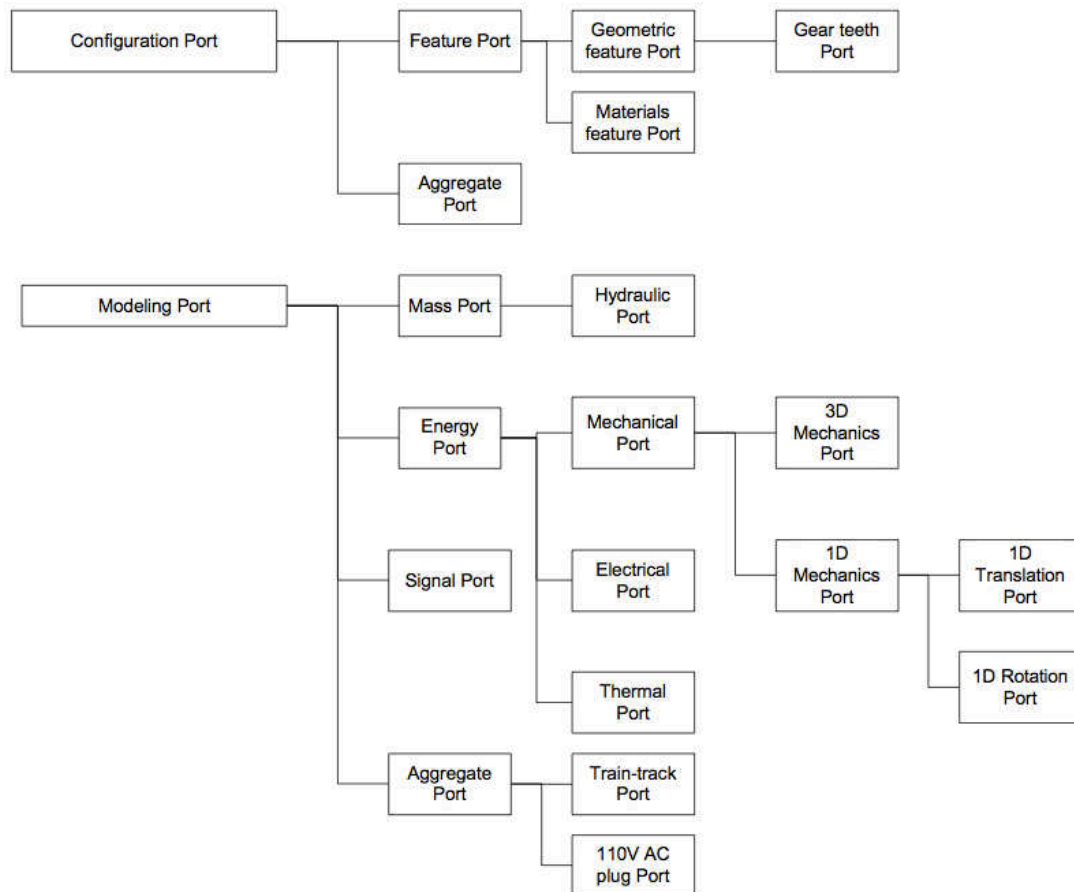 Configuration Port
Feature Port
Geometric
feature Port
Gear teeth
Port
Materials
feature Port
Aggregate
Port
Modeling Port
Mass Port
Hydraulic
Port
Energy
Port
Mechanical
Port
3D
Mechanics
Port
1D
Mechanics
Port
1D
Translation
Port
1D Rotation
Port
Electrical
Port
Thermal
Port
Signal Port
Aggregate
Port
Train-track
Port
110V AC
plug Port